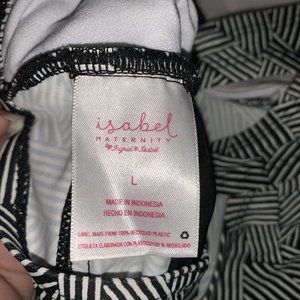 isabel
MATERNITY
by Ingrid & Isabel
L
MADE IN INDONESIA
HECHO EN INDONESIA
LABEL MADE FROM 100% RECYCLED PLASTIC
ETIQUETA ELABORADA CON PLASTICO 100 % RECICLADO